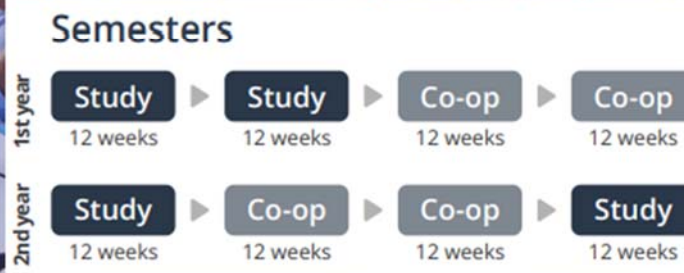 Semesters
1st year
Study Study Co-op Co-op
12 weeks 12 weeks 12 weeks 12 weeks
2nd year
Study Co-op Co-op Study
12 weeks 12 weeks 12 weeks 12 weeks